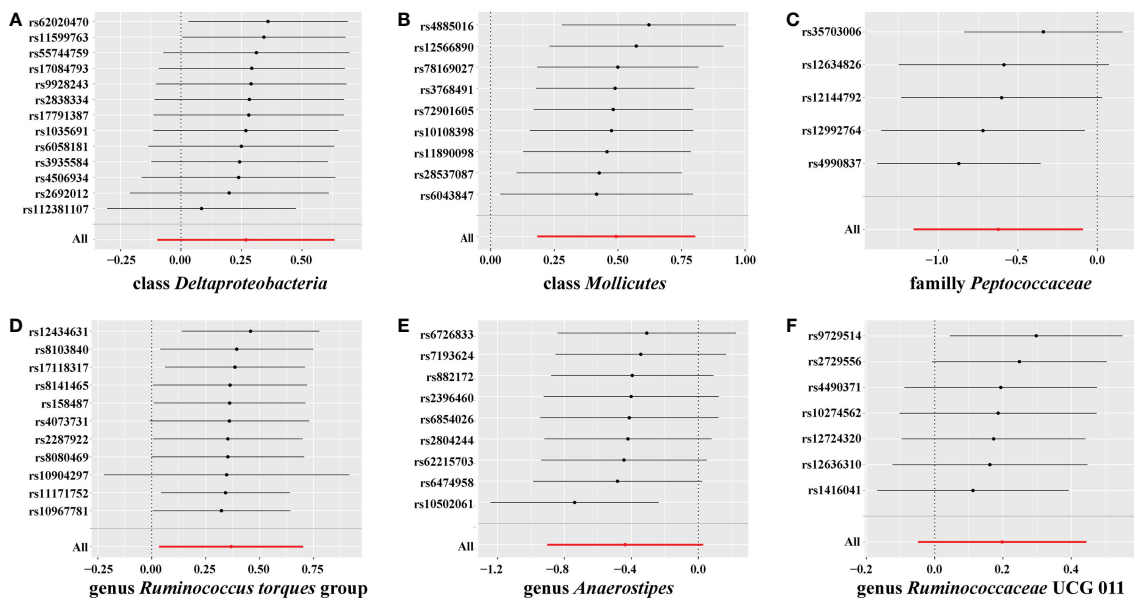 A
rs62020470
rs11599763
rs55744759
rs17084793
rs9928243
rs2838334
rs17791387
rs1035691
rs6058181
rs3935584
rs4506934
rs2692012
rs112381107
All
−0.25 0.00 0.25 0.50
class Deltaproteobacteria
B
rs4885016
rs12566890
rs78169027
rs3768491
rs72901605
rs10108398
rs11890098
rs28537087
rs6043847
All
0.00 0.25 0.50 0.75 1.00
class Mollicutes
C
rs35703006
rs12634826
rs12144792
rs12992764
rs4990837
All
−1.0 −0.5 0.0
familly Peptococcaceae
D
rs12434631
rs8103840
rs17118317
rs8141465
rs158487
rs4073731
rs2287922
rs8080469
rs10904297
rs11171752
rs10967781
All
−0.25 0.00 0.25 0.50 0.75
genus Ruminococcus torques group
E
rs6726833
rs7193624
rs882172
rs2396460
rs6854026
rs2804244
rs62215703
rs6474958
rs10502061
All
−1.2 −0.8 −0.4 0.0
genus Anaerostipes
F
rs9729514
rs2729556
rs4490371
rs10274562
rs12724320
rs12636310
rs1416041
All
−0.2 0.0 0.2 0.4
genus Ruminococcaceae UCG 011